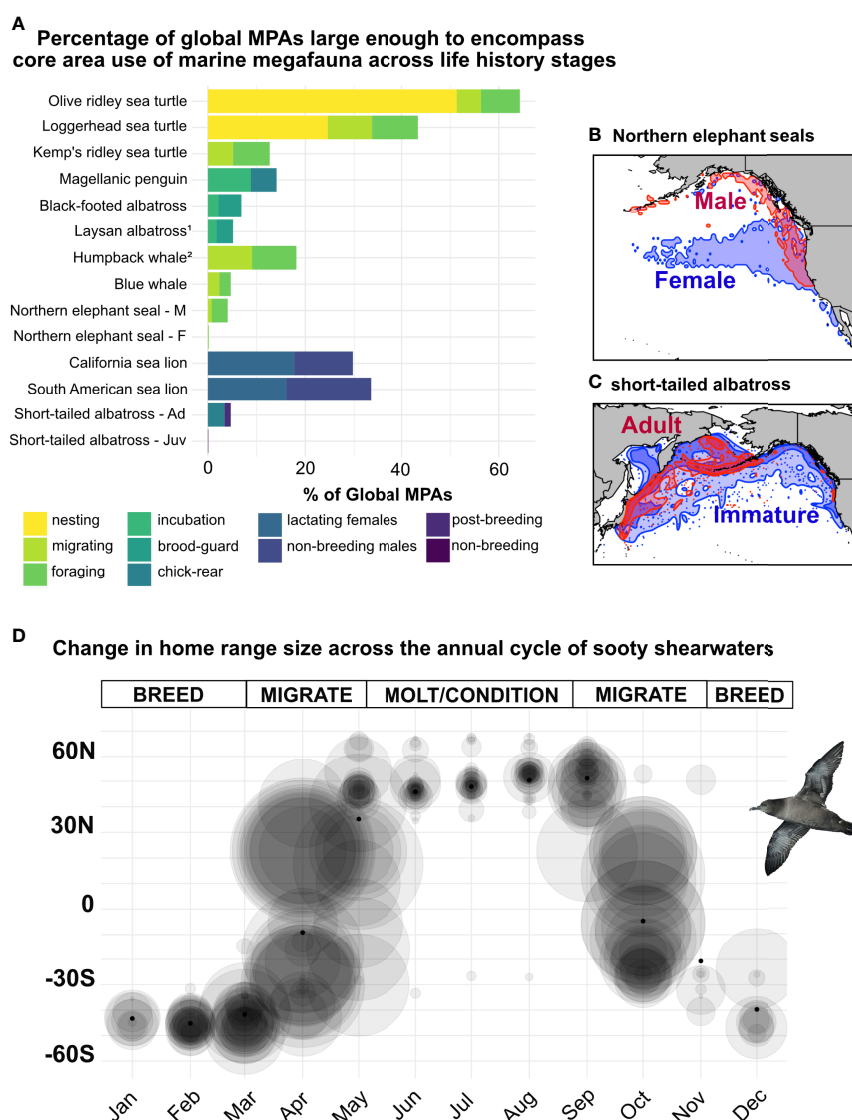 A
Percentage of global MPAs large enough to encompass
core area use of marine megafauna across life history stages
Olive ridley sea turtle
Loggerhead sea turtle
Kemp's ridley sea turtle
Magellanic penguin
Black-footed albatross
Laysan albatross¹
Humpback whale²
Blue whale
Northern elephant seal - M
Northern elephant seal - F
California sea lion
South American sea lion
Short-tailed albatross - Ad
Short-tailed albatross - Juv
0 20 40 60
% of Global MPAs
nesting incubation lactating females post-breeding
migrating brood-guard non-breeding males non-breeding
foraging chick-rear
B Northern elephant seals
Male
Female
C short-tailed albatross
Adult
Immature
D
Change in home range size across the annual cycle of sooty shearwaters
BREED MIGRATE MOLT/CONDITION MIGRATE BREED
60N
30N
0
-30S
-60S
Jan Feb Mar Apr May Jun Jul Aug Sep Oct Nov Dec